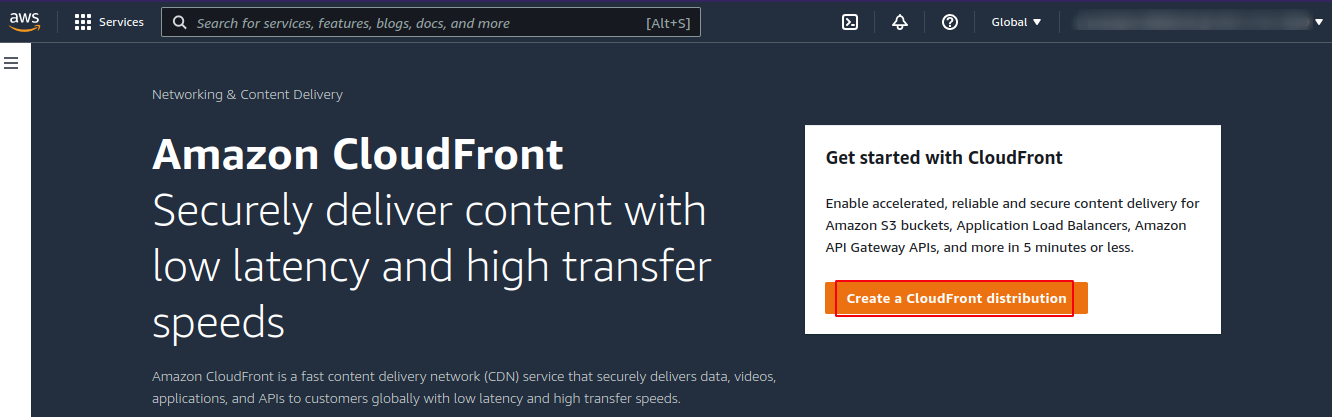 aws
Services
Search for services, features, blogs, docs, and more
[Alt+S]
Global
Networking & Content Delivery
Amazon CloudFront
Securely deliver content with
low latency and high transfer
speeds
Amazon CloudFront is a fast content delivery network (CDN) service that securely delivers data, videos,
applications, and APIs to customers globally with low latency and high transfer speeds.
Get started with CloudFront
Enable accelerated, reliable and secure content delivery for
Amazon S3 buckets, Application Load Balancers, Amazon
API Gateway APIs, and more in 5 minutes or less.
Create a CloudFront distribution